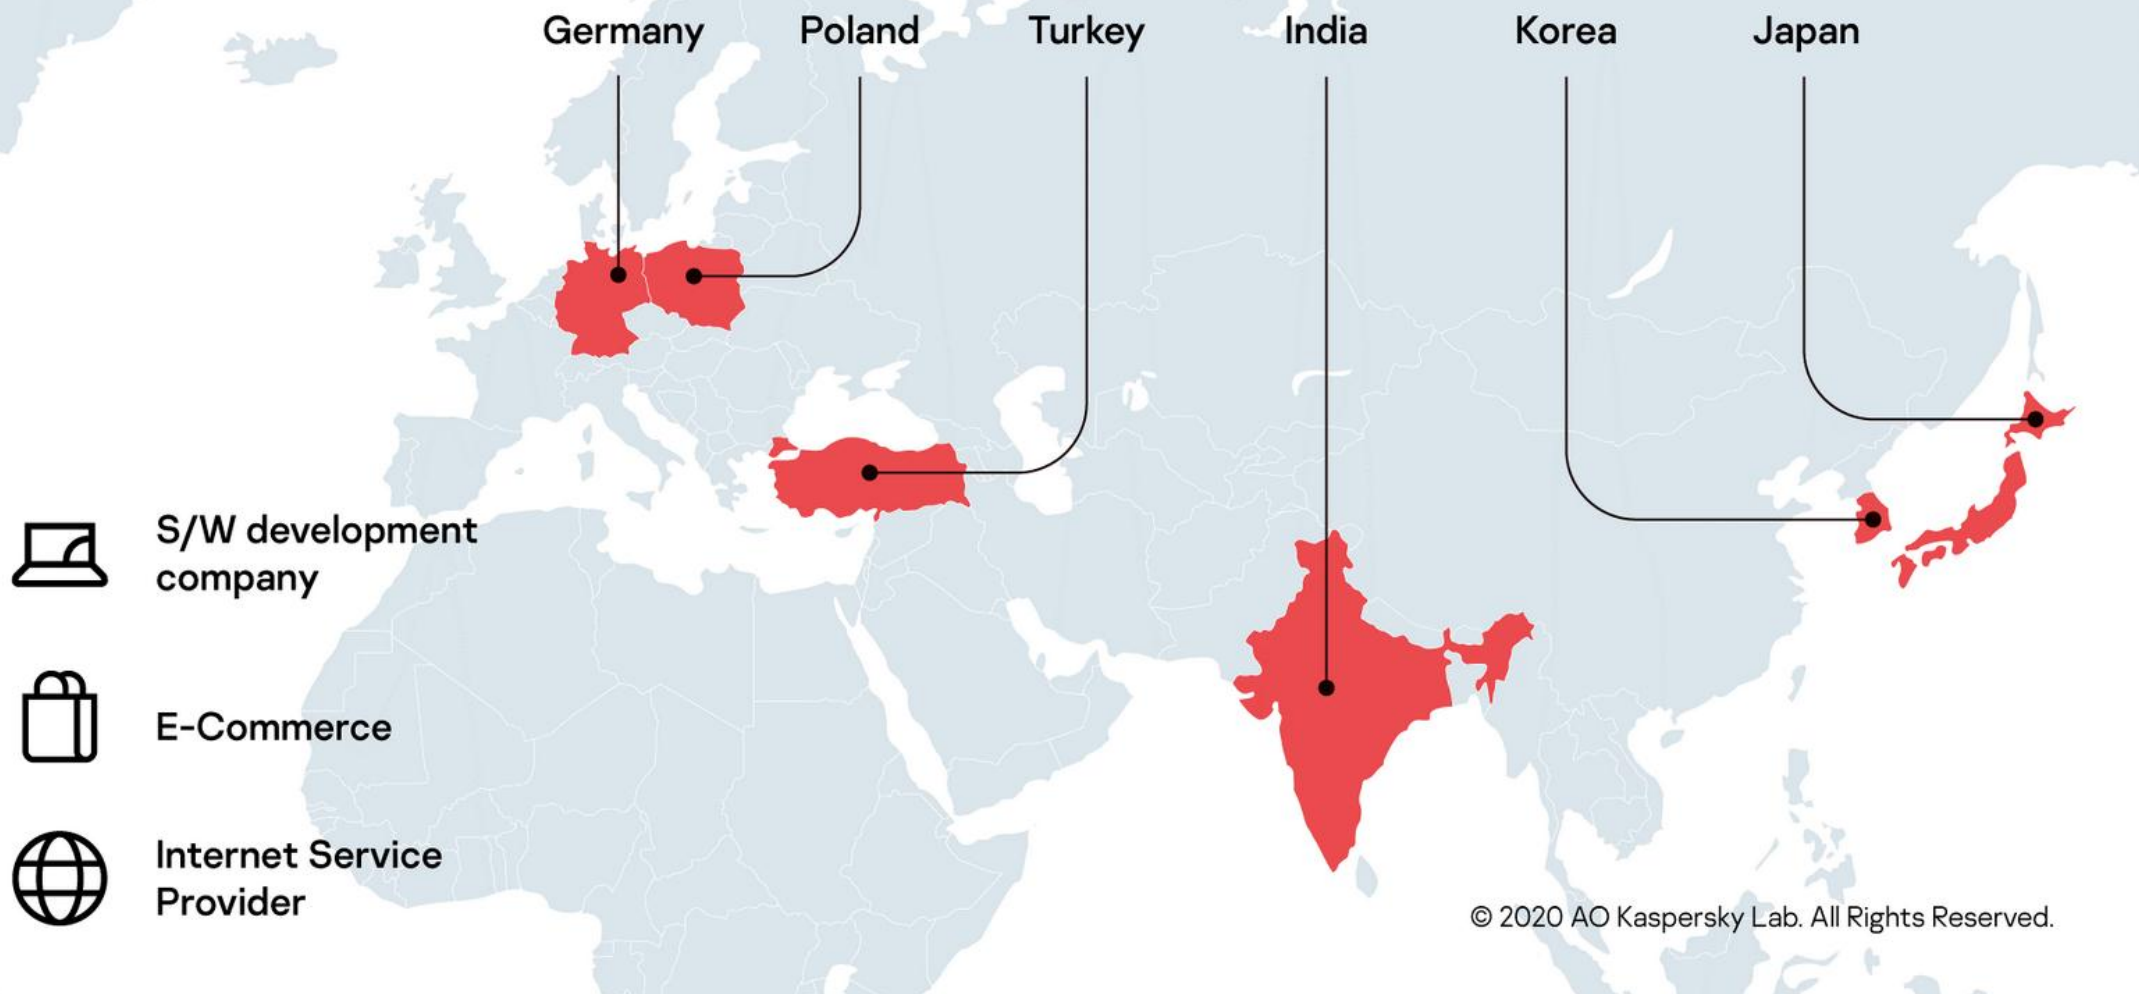 Germany
Poland
Turkey
India
Korea
Japan
S/W development
company
E-Commerce
Internet Service
Provider
© 2020 AO Kaspersky Lab. All Rights Reserved.